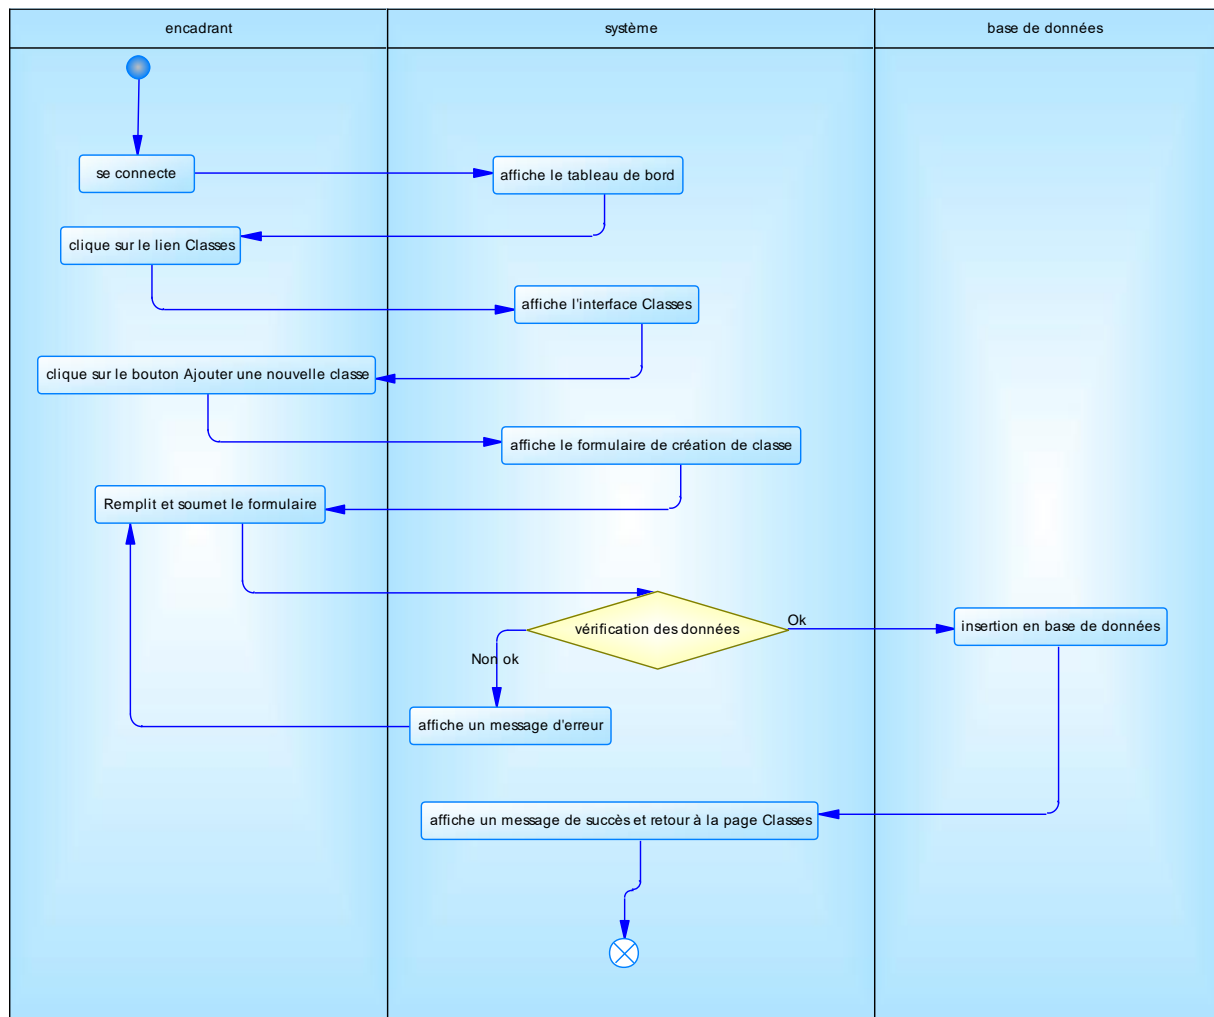 encadrant
système
base de données
se connecte
affiche le tableau de bord
clique sur le lien Classes
affiche l'interface Classes
clique sur le bouton Ajouter une nouvelle classe
affiche le formulaire de création de classe
Remplit et soumet le formulaire
vérification des données
Ok
insertion en base de données
Non ok
affiche un message d'erreur
affiche un message de succès et retour à la page Classes